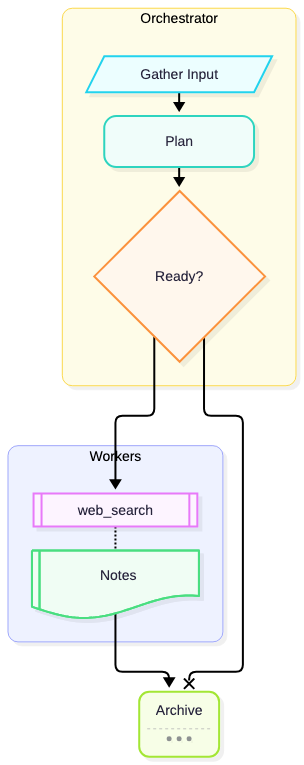 Orchestrator
Gather Input
Plan
Ready?
Workers
web_search
Notes
Archive